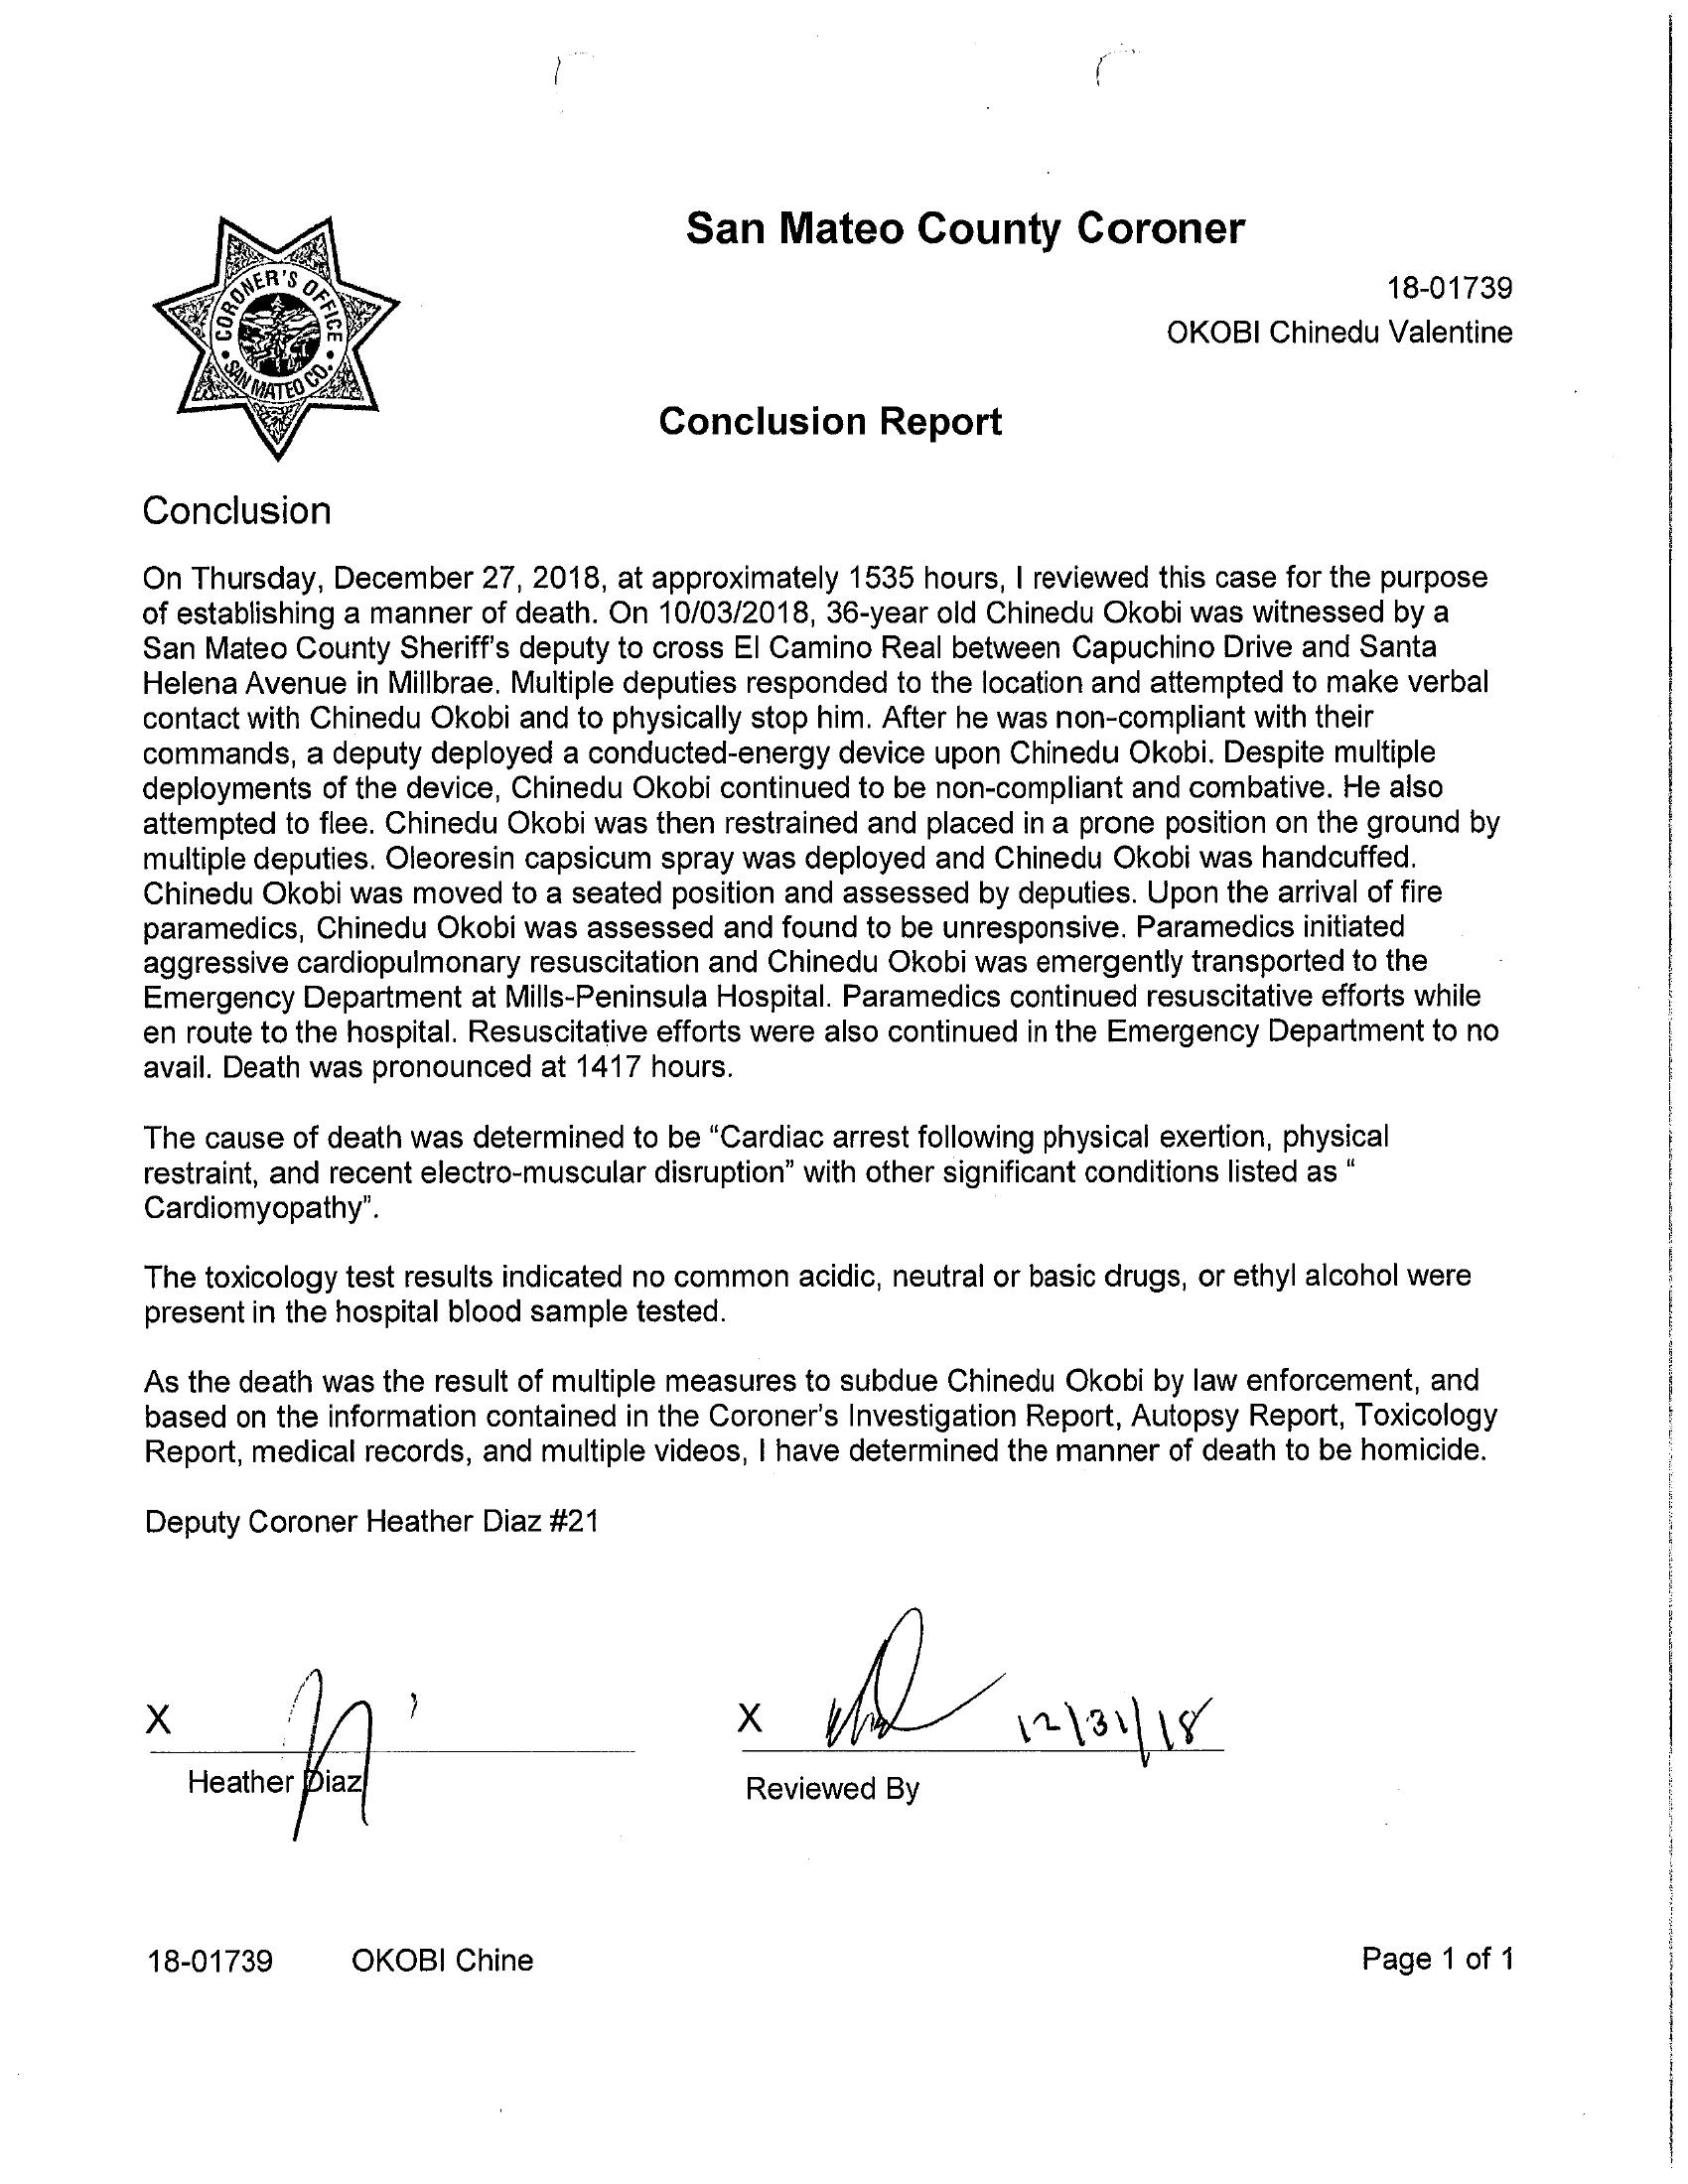 San Mateo County Coroner
18-01739
OKOBI Chinedu Valentine
CORONER'S OFFICE
SAN MATEO CO.
Conclusion Report
Conclusion
On Thursday, December 27, 2018, at approximately 1535 hours, I reviewed this case for the purpose
of establishing a manner of death. On 10/03/2018, 36-year old Chinedu Okobi was witnessed by a
San Mateo County Sheriff's deputy to cross El Camino Real between Capuchino Drive and Santa
Helena Avenue in Millbrae. Multiple deputies responded to the location and attempted to make verbal
contact with Chinedu Okobi and to physically stop him. After he was non-compliant with their
commands, a deputy deployed a conducted-energy device upon Chinedu Okobi. Despite multiple
deployments of the device, Chinedu Okobi continued to be non-compliant and combative. He also
attempted to flee. Chinedu Okobi was then restrained and placed in a prone position on the ground by
multiple deputies. Oleoresin capsicum spray was deployed and Chinedu Okobi was handcuffed.
Chinedu Okobi was moved to a seated position and assessed by deputies. Upon the arrival of fire
paramedics, Chinedu Okobi was assessed and found to be unresponsive. Paramedics initiated
aggressive cardiopulmonary resuscitation and Chinedu Okobi was emergently transported to the
Emergency Department at Mills-Peninsula Hospital. Paramedics continued resuscitative efforts while
en route to the hospital. Resuscitative efforts were also continued in the Emergency Department to no
avail. Death was pronounced at 1417 hours.
The cause of death was determined to be “Cardiac arrest following physical exertion, physical
restraint, and recent electro-muscular disruption” with other significant conditions listed as “
Cardiomyopathy”.
The toxicology test results indicated no common acidic, neutral or basic drugs, or ethyl alcohol were
present in the hospital blood sample tested.
As the death was the result of multiple measures to subdue Chinedu Okobi by law enforcement, and
based on the information contained in the Coroner's Investigation Report, Autopsy Report, Toxicology
Report, medical records, and multiple videos, I have determined the manner of death to be homicide.
Deputy Coroner Heather Diaz #21
X
X 12/31/18
Heather Diaz
Reviewed By
18-01739 OKOBI Chine Page 1 of 1